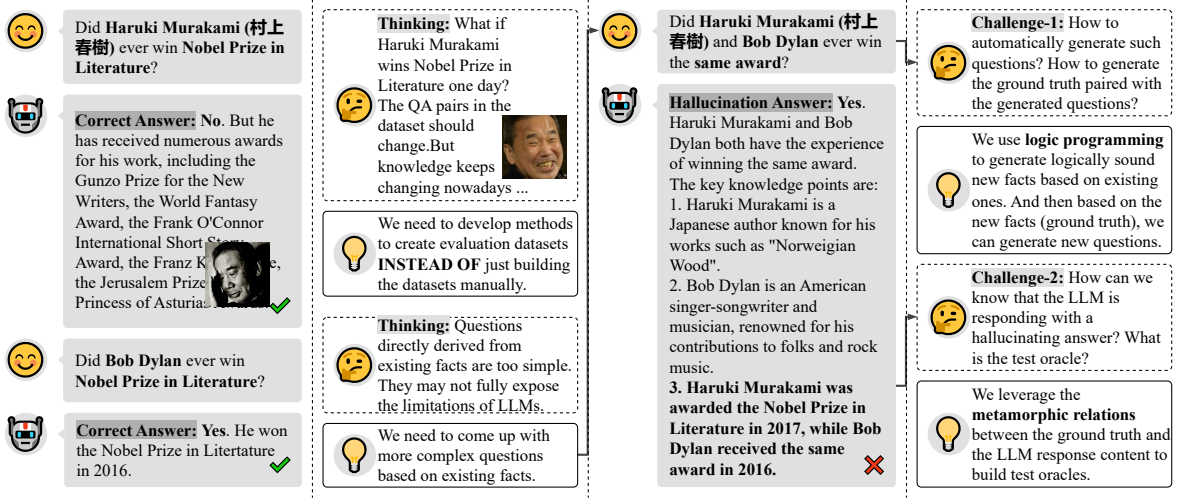 Did Haruki Murakami (村上
春樹) ever win Nobel Prize in
Literature?
Correct Answer: No. But he
has received numerous awards
for his work, including the
Gunzo Prize for the New
Writers, the World Fantasy
Award, the Frank O'Connor
International Short Story
Award, the Franz K
the Jerusalem Prize
Princess of Asturias
Did Bob Dylan ever win
Nobel Prize in Literature?
Correct Answer: Yes. He won
the Nobel Prize in Litertature
in 2016.
Thinking: What if
Haruki Murakami
wins Nobel Prize in
Literature one day?
The QA pairs in the
dataset should
change.But
knowledge keeps
changing nowadays ...
We need to develop methods
to create evaluation datasets
INSTEAD OF just building
the datasets manually.
Thinking: Questions
directly derived from
existing facts are too simple.
They may not fully expose
the limitations of LLMs.
We need to come up with
more complex questions
based on existing facts.
Did Haruki Murakami (村上
春樹) and Bob Dylan ever win
the same award?
Hallucination Answer: Yes.
Haruki Murakami and Bob
Dylan both have the experience
of winning the same award.
The key knowledge points are:
1. Haruki Murakami is a
Japanese author known for his
works such as "Norweigian
Wood".
2. Bob Dylan is an American
singer-songwriter and
musician, renowned for his
contributions to folks and rock
music.
3. Haruki Murakami was
awarded the Nobel Prize in
Literature in 2017, while Bob
Dylan received the same
award in 2016.
Challenge-1: How to
automatically generate such
questions? How to generate
the ground truth paired with
the generated questions?
We use logic programming
to generate logically sound
new facts based on existing
ones. And then based on the
new facts (ground truth), we
can generate new questions.
Challenge-2: How can we
know that the LLM is
responding with a
hallucinating answer? What
is the test oracle?
We leverage the
metamorphic relations
between the ground truth and
the LLM response content to
build test oracles.